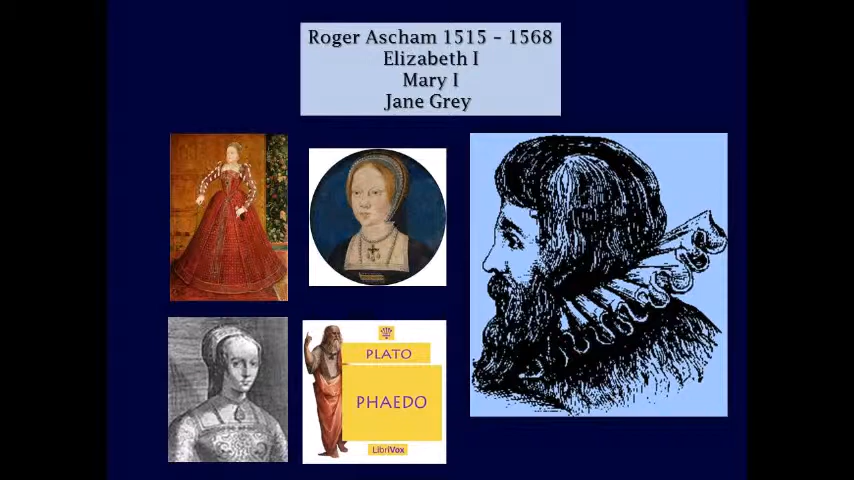 Roger Ascham 1515 – 1568
Elizabeth I
Mary I
Jane Grey
PLATO
PHAEDO
LibriVox